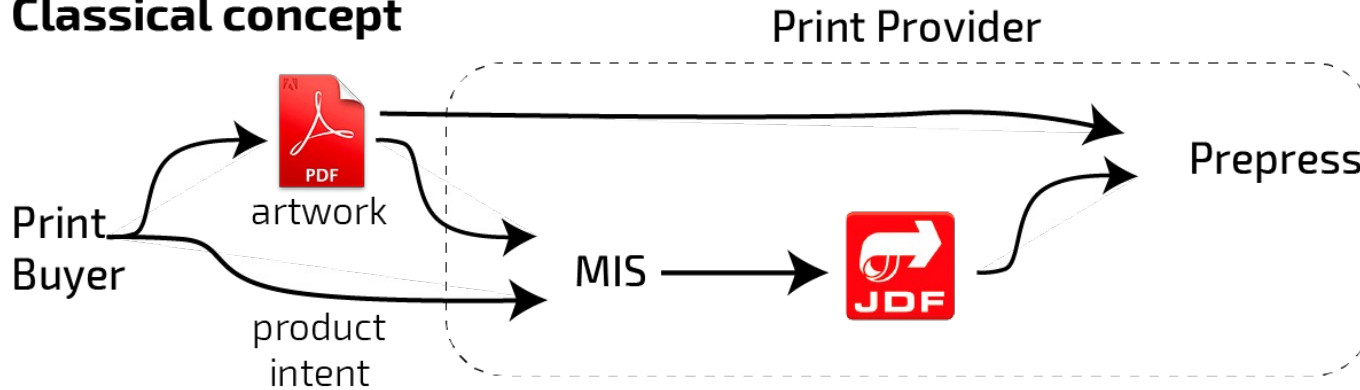 Classical concept
Print Provider
PDF
artwork
Prepress
Print
Buyer
MIS
JDF
product
intent